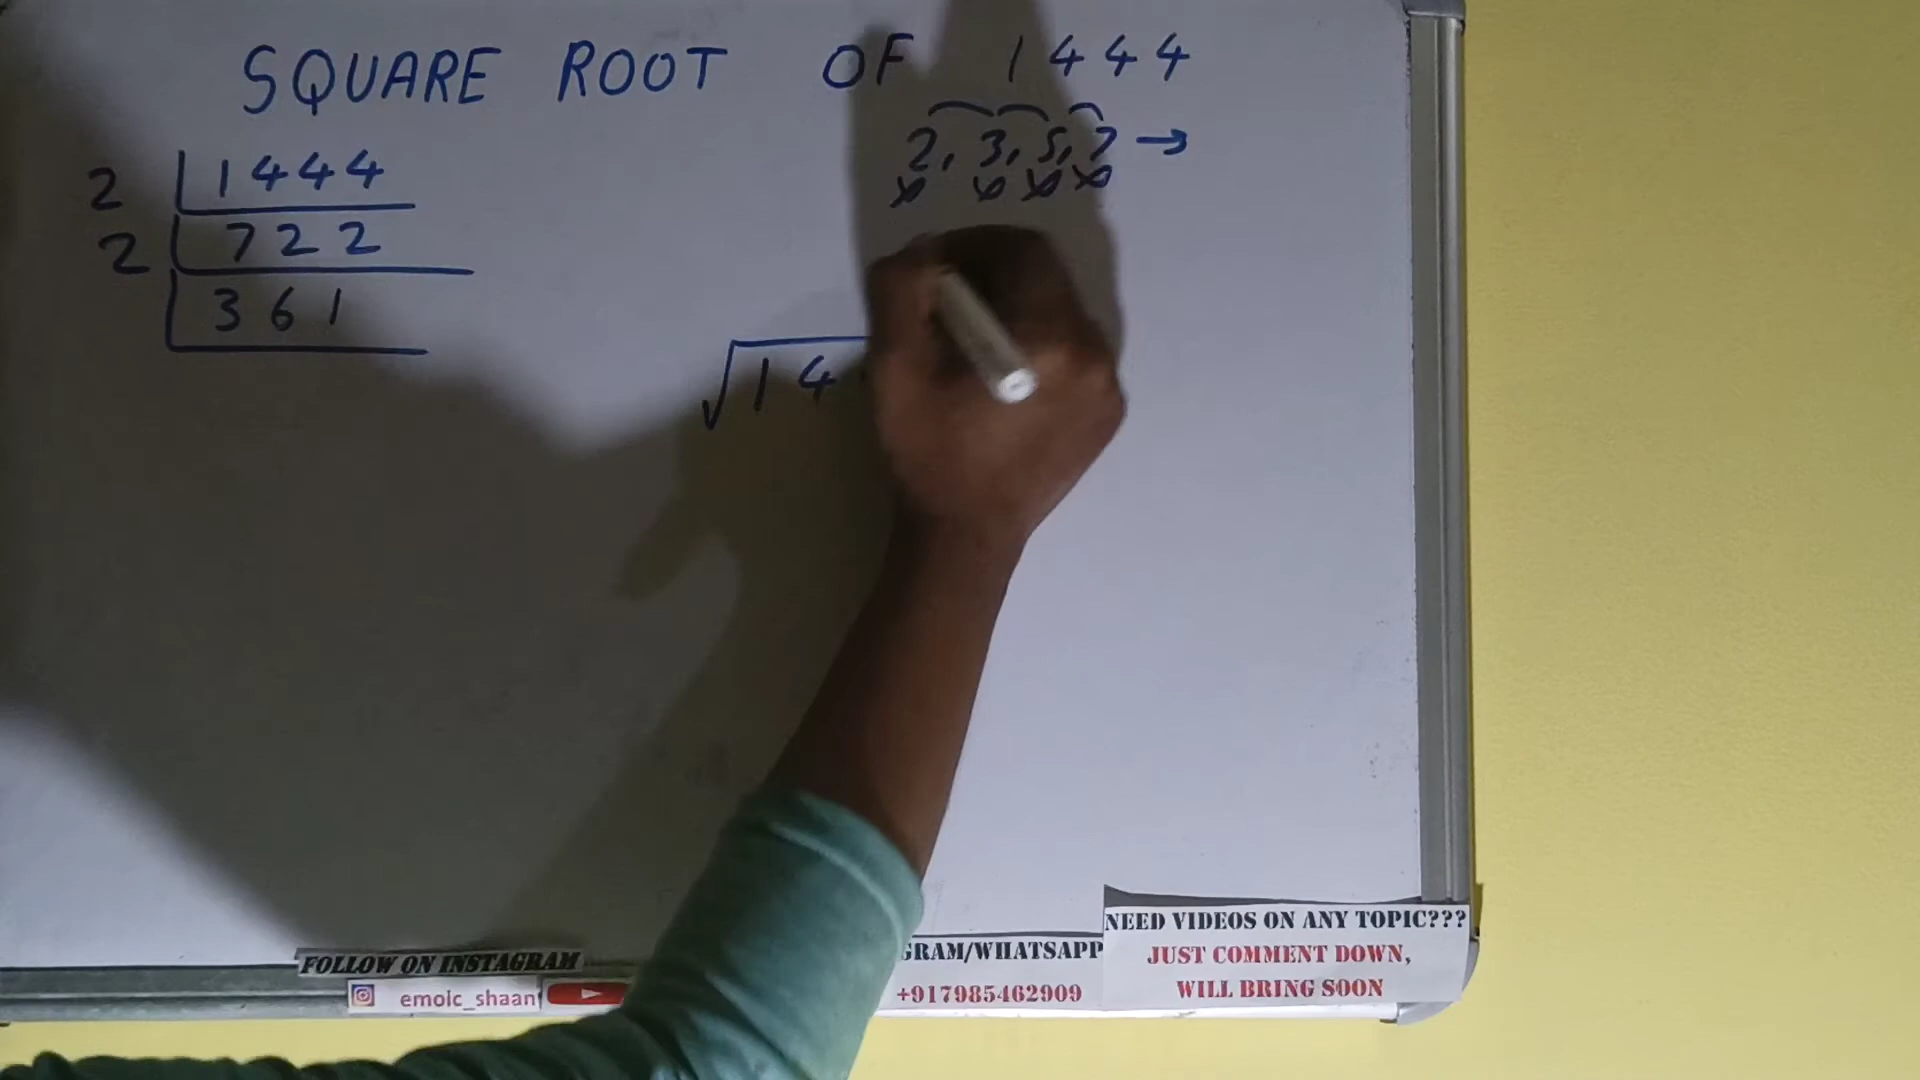 SQUARE ROOT OF 1444
2, 3, 5, 7 →
2 1444
2 722
361
√14
FOLLOW ON INSTAGRAM
emoic_shaan
GRAM/WHATSAPP
+917985462909
NEED VIDEOS ON ANY TOPIC???
JUST COMMENT DOWN,
WILL BRING SOON